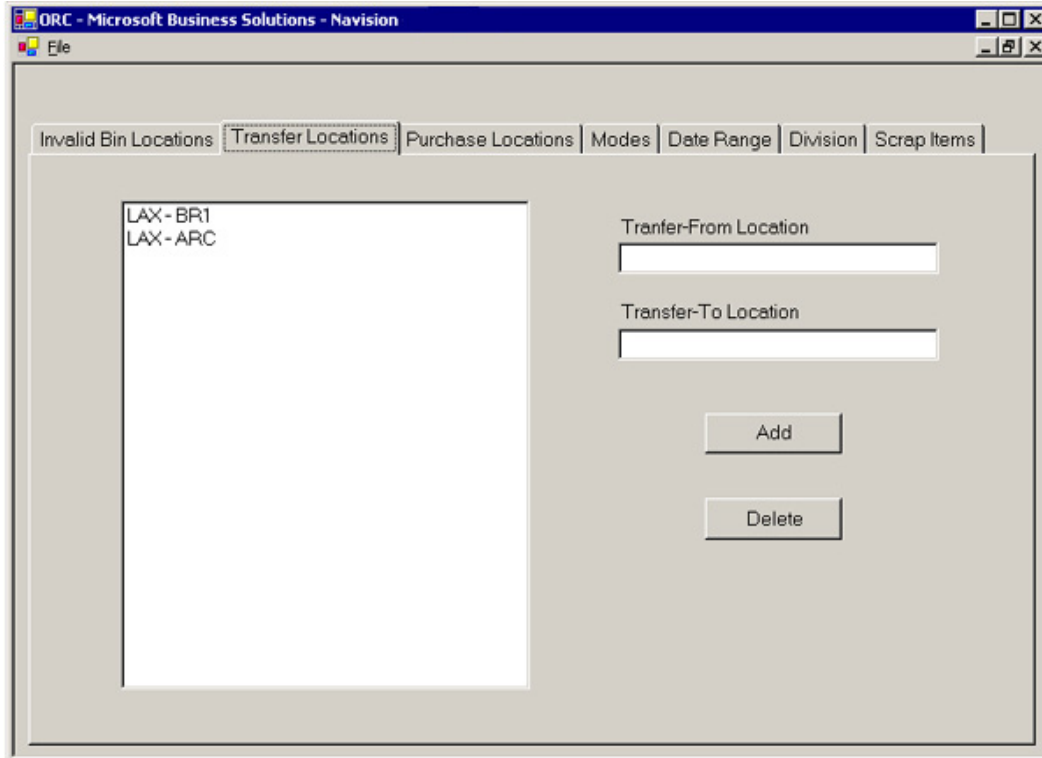 ORC - Microsoft Business Solutions - Navision
File
Invalid Bin Locations Transfer Locations Purchase Locations Modes Date Range Division Scrap Items
LAX - BR1
LAX - ARC
Tranfer-From Location
Transfer-To Location
Add
Delete